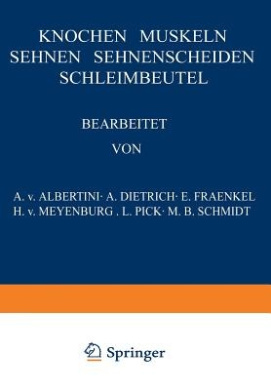 KNOCHEN MUSKELN
SEHNEN SEHNENSCHEIDEN
SCHLEIMBEUTEL
BEARBEITET
VON
A. v. ALBERTINI· A. DIETRICH· E. FRAENKEL
H. v. MEYENBURG . L. PICK· M. B. SCHMIDT
Springer